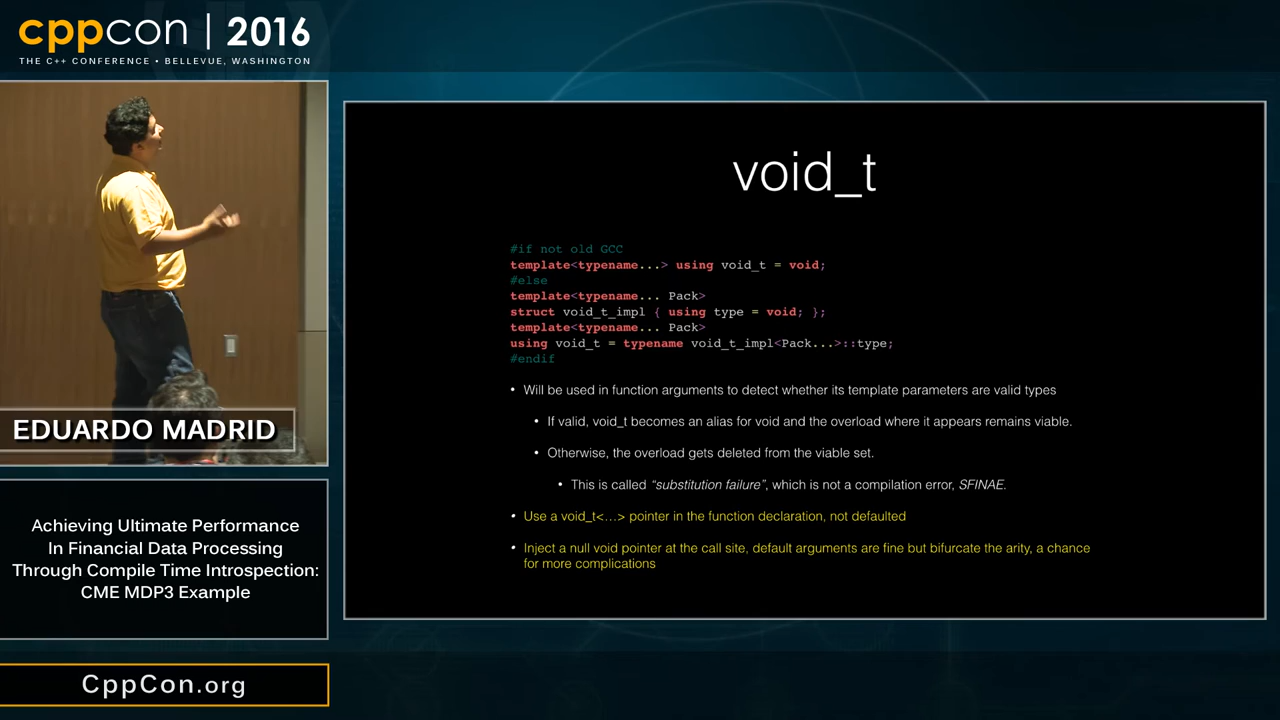 cppcon | 2016
THE C++ CONFERENCE • BELLEVUE, WASHINGTON
void_t
#if not old GCC
template<typename...> using void_t = void;
#else
template<typename... Pack>
struct void_t_impl { using type = void; };
template<typename... Pack>
using void_t = typename void_t_impl<Pack...>::type;
#endif
• Will be used in function arguments to detect whether its template parameters are valid types
• If valid, void_t becomes an alias for void and the overload where it appears remains viable.
• Otherwise, the overload gets deleted from the viable set.
• This is called “substitution failure”, which is not a compilation error, SFINAE.
• Use a void_t<…> pointer in the function declaration, not defaulted
• Inject a null void pointer at the call site, default arguments are fine but bifurcate the arity, a chance
for more complications
EDUARDO MADRID
Achieving Ultimate Performance
In Financial Data Processing
Through Compile Time Introspection:
CME MDP3 Example
CppCon.org